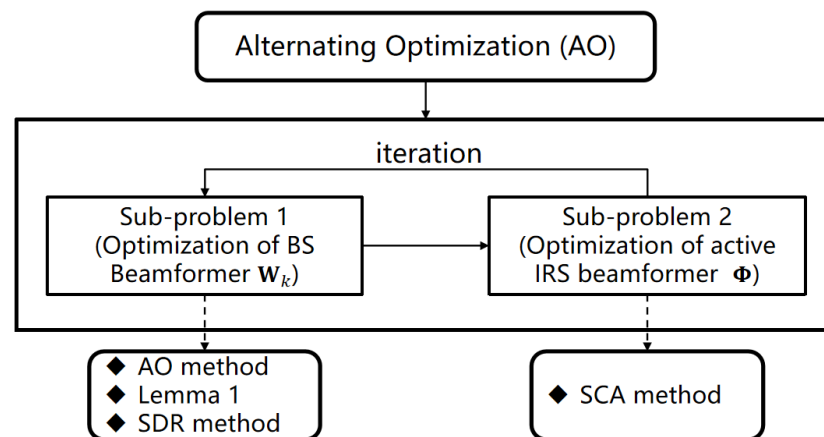 Alternating Optimization (AO)
iteration
Sub-problem 1
(Optimization of BS
Beamformer 𝐖ₖ)
Sub-problem 2
(Optimization of active
IRS beamformer 𝚽)
◆ AO method
◆ Lemma 1
◆ SDR method
◆ SCA method